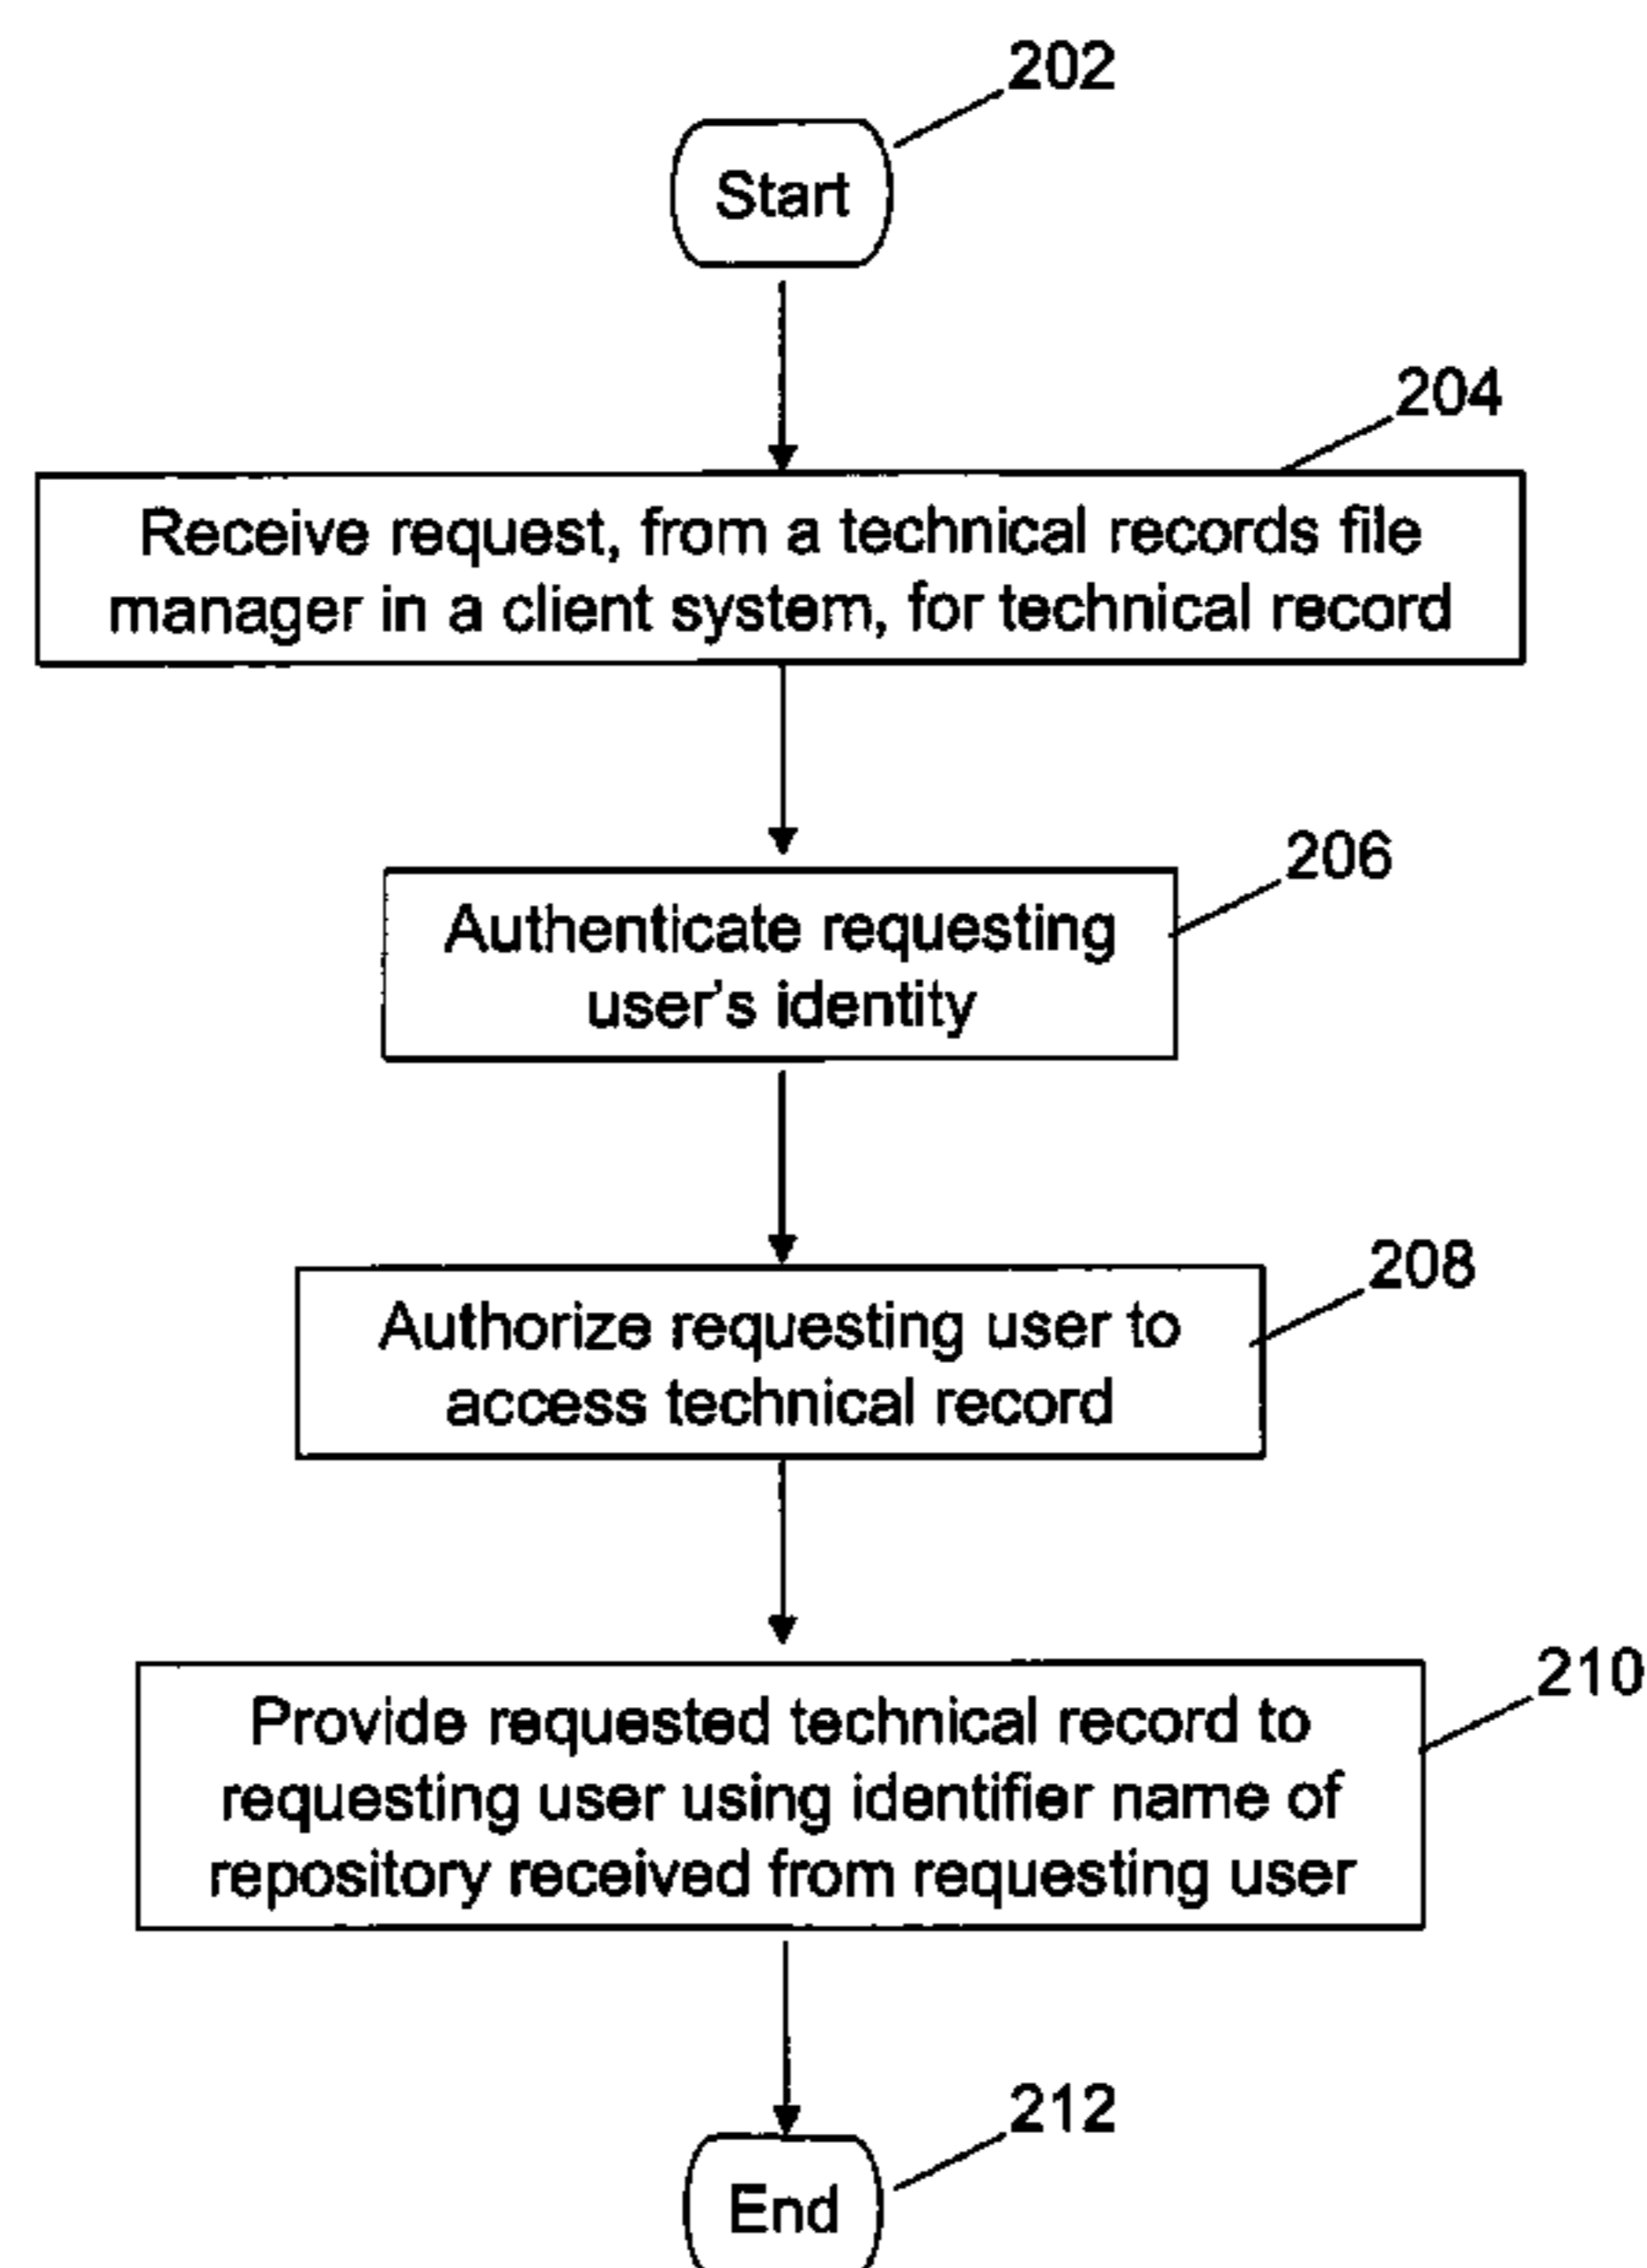 202
Start
204
Receive request, from a technical records file
manager in a client system, for technical record
206
Authenticate requesting
user's identity
208
Authorize requesting user to
access technical record
210
Provide requested technical record to
requesting user using identifier name of
repository received from requesting user
212
End